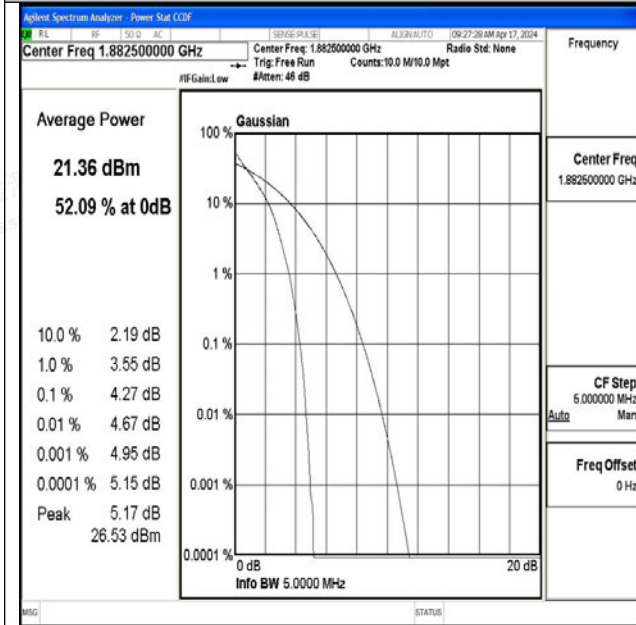 Agilent Spectrum Analyzer - Power Stat CCDF
RL RF 50 Ω AC SENSE:PULSE ALIGNAUTO 09:27:28 AM Apr 17, 2024
Center Freq 1.882500000 GHz
Center Freq: 1.882500000 GHz Radio Std: None
Trig: Free Run Counts:10.0 M/10.0 Mpt
#IFGain:Low #Atten: 46 dB
Frequency
Average Power
21.36 dBm
52.09 % at 0dB
10.0 % 2.19 dB
1.0 % 3.55 dB
0.1 % 4.27 dB
0.01 % 4.67 dB
0.001 % 4.95 dB
0.0001 % 5.15 dB
Peak 5.17 dB
26.53 dBm
Gaussian
100 %
10 %
1 %
0.1 %
0.01 %
0.001 %
0.0001 %
0 dB 20 dB
Info BW 5.0000 MHz
Center Freq
1.882500000 GHz
CF Step
5.000000 MHz
Auto Man
Freq Offset
0 Hz
MSG STATUS